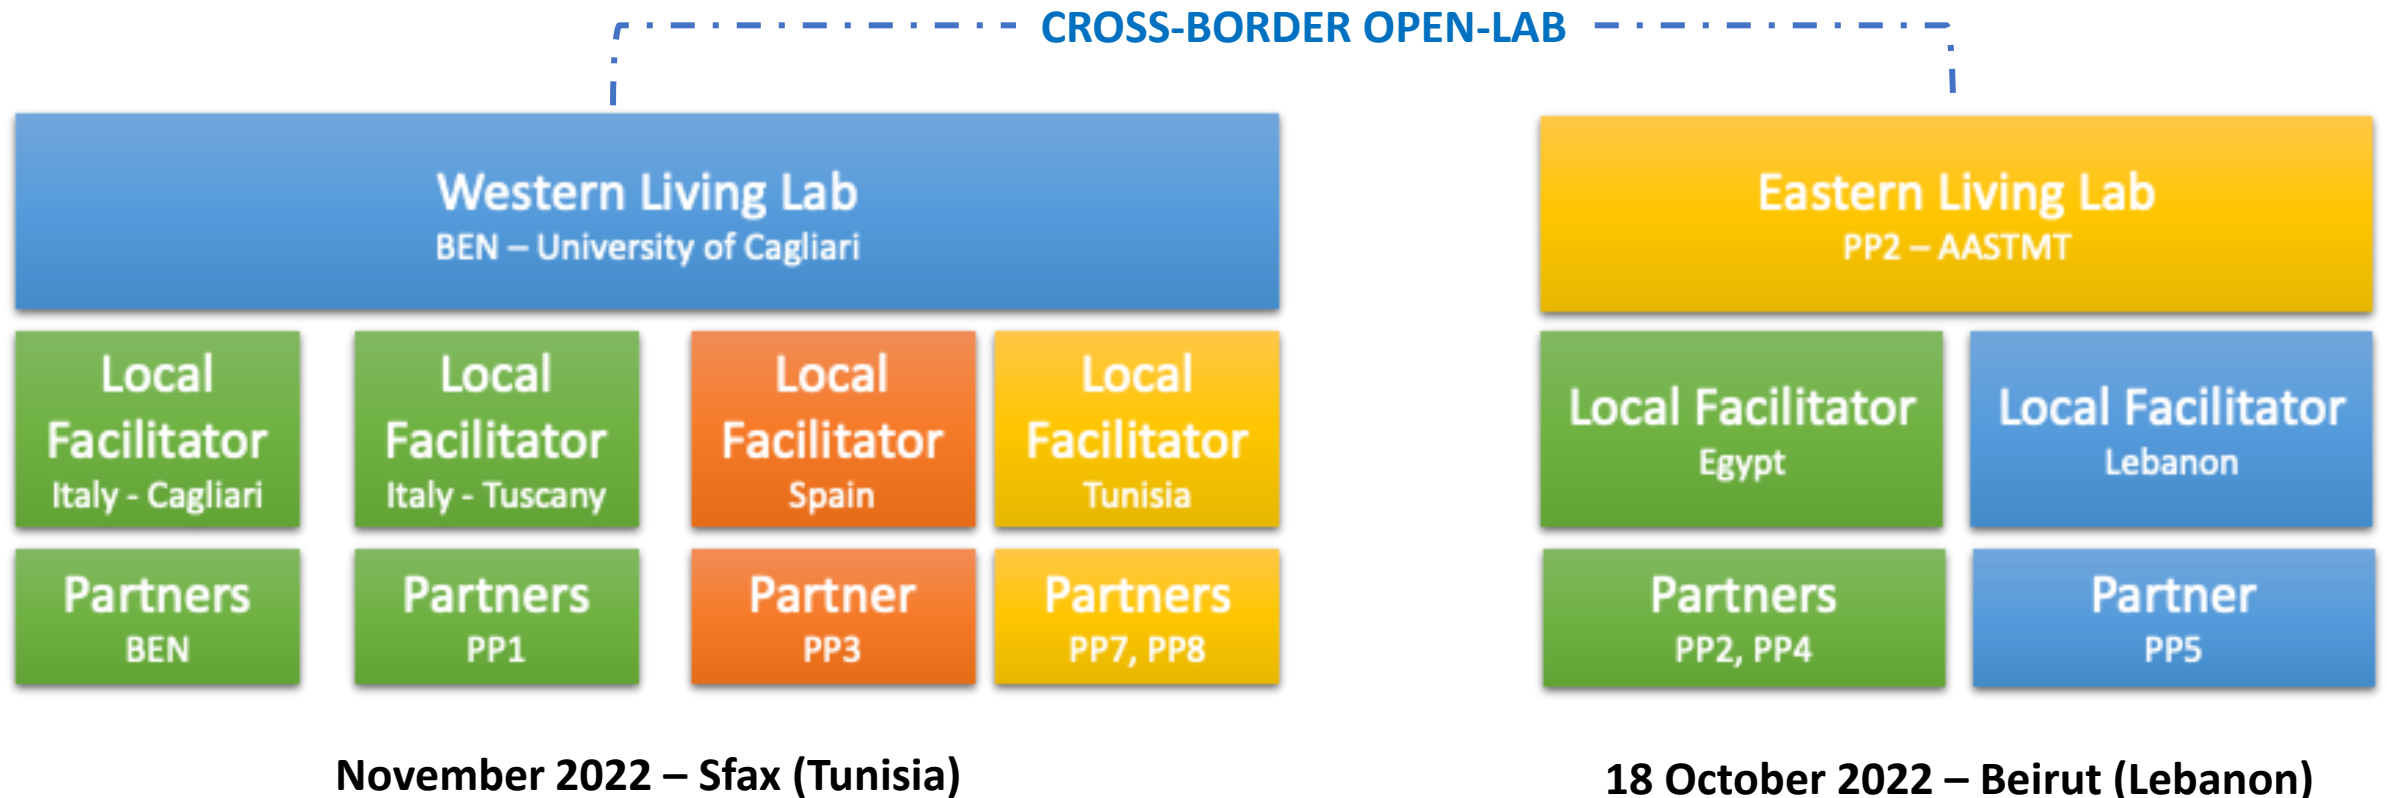 CROSS-BORDER OPEN-LAB
Western Living Lab
BEN – University of Cagliari
Local
Facilitator
Italy - Cagliari
Local
Facilitator
Italy - Tuscany
Local
Facilitator
Spain
Local
Facilitator
Tunisia
Partners
BEN
Partners
PP1
Partner
PP3
Partners
PP7, PP8
November 2022 – Sfax (Tunisia)
Eastern Living Lab
PP2 – AASTMT
Local Facilitator
Egypt
Local Facilitator
Lebanon
Partners
PP2, PP4
Partner
PP5
18 October 2022 – Beirut (Lebanon)